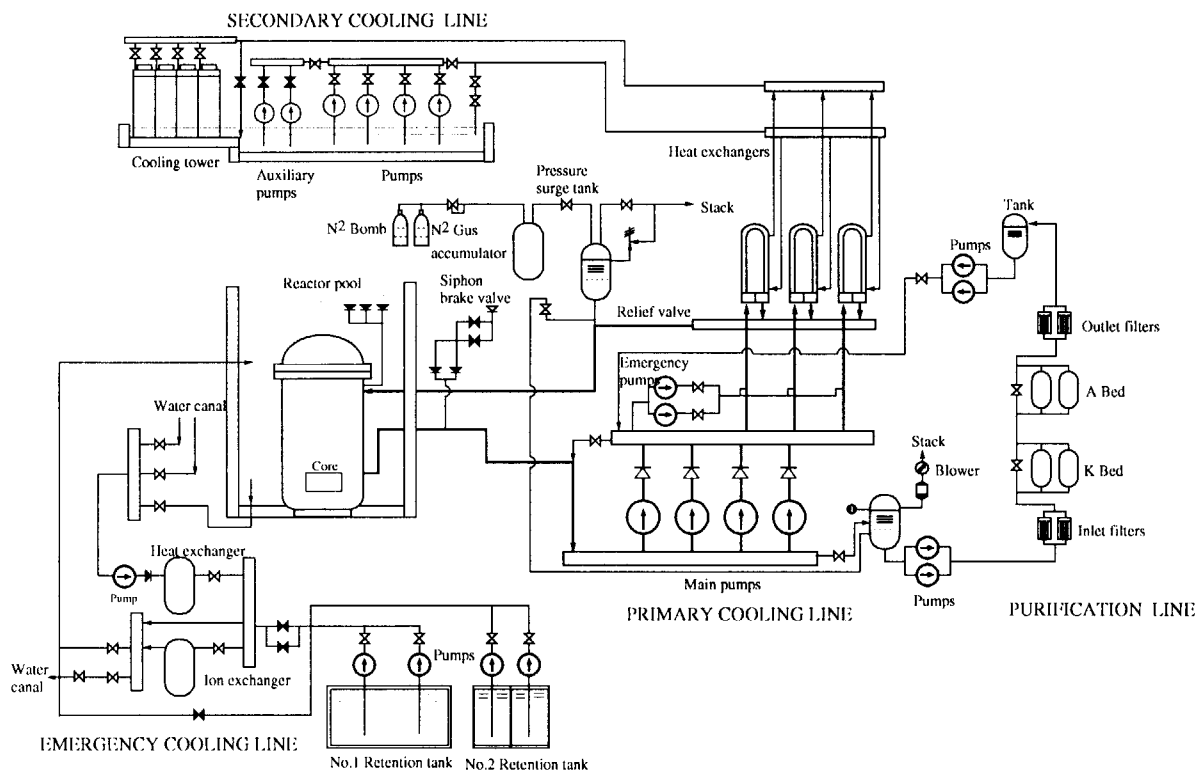 SECONDARY COOLING LINE
Cooling tower
Auxiliary
pumps
Pumps
Heat exchangers
Pressure
surge tank
Stack
N2 Bomb
N2 Gus
accumulator
Tank
Pumps
Reactor pool
Siphon
brake valve
Relief valve
Outlet filters
Emergency
pumps
A Bed
Water canal
Stack
Blower
K Bed
Core
Inlet filters
Heat exchanger
Pump
Main pumps
Pumps
PRIMARY COOLING LINE
PURIFICATION LINE
Pumps
Water
canal
Ion exchanger
EMERGENCY COOLING LINE
No.1 Retention tank
No.2 Retention tank